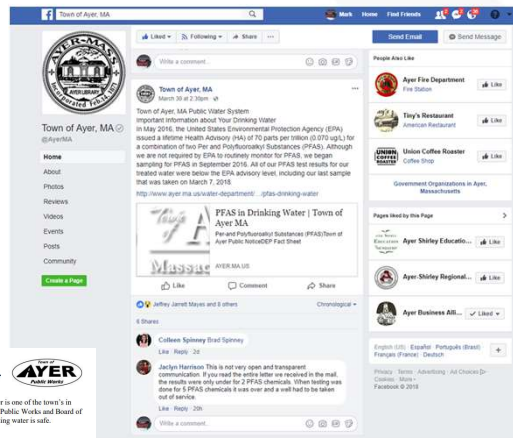 Town of Ayer, MA
Mark Home Find Friends
Liked Following Share
Send Email Send Message
Write a comment...
AYER-MASS
AYER LIBRARY
Incorporated Feb. 14, 1871
Town of Ayer, MA
@AyerMA
Home
About
Photos
Reviews
Videos
Events
Posts
Community
Create a Page
Town of Ayer, MA
March 30 at 2:30pm
Town of Ayer, MA Public Water System
Important Information about Your Drinking Water
In May 2016, the United States Environmental Protection Agency (EPA)
issued a lifetime Health Advisory (HA) of 70 parts per trillion (0.070 ug/L) for
a combination of two Per and Polyfluoroalkyl Substances (PFAS). Although
we are not required by EPA to routinely monitor for PFAS, we began
sampling for PFAS in September 2016. All of our PFAS test results for our
treated water were below the EPA advisory level, including our last sample
that was taken on March 7, 2018
http://www.ayer.ma.us/water-department/.../pfas-drinking-water
Town
A
Massac
PFAS in Drinking Water | Town of
Ayer MA
Per-and Polyfluoroalkyl Substances (PFAS)Town of
Ayer Public NoticeDEP Fact Sheet
AYER.MA.US
Like Comment Share
Jeffrey Jarrett Mayes and 8 others Chronological
6 Shares
Colleen Spinney Brad Spinney
Like · Reply · 2d
Jaclyn Harrison This is not very open and transparent
communication. If you read the entire letter we received in the mail,
the results were only under for 2 PFAS chemicals. When testing was
done for 5 PFAS chemicals it was over and a well had to be taken
out of service.
Like · Reply · 20h
Write a comment...
People Also Like
Ayer Fire Department
Fire Station
Like
Tiny's Restaurant
American Restaurant
Like
UNION
COFFEE
ROASTER
Union Coffee Roaster
Coffee Shop
Like
Government Organizations in Ayer,
Massachusetts
Pages liked by this Page
Ayer Shirley Educatio... Like
Ayer-Shirley Regional... Like
Ayer Business Alli... Liked
English (US) · Español · Português (Brasil) ·
Français (France) · Deutsch
Privacy · Terms · Advertising · Ad Choices ·
Cookies · More
Facebook © 2018
Town of
AYER
Public Works
er is one of the town's in
Public Works and Board of
king water is safe.